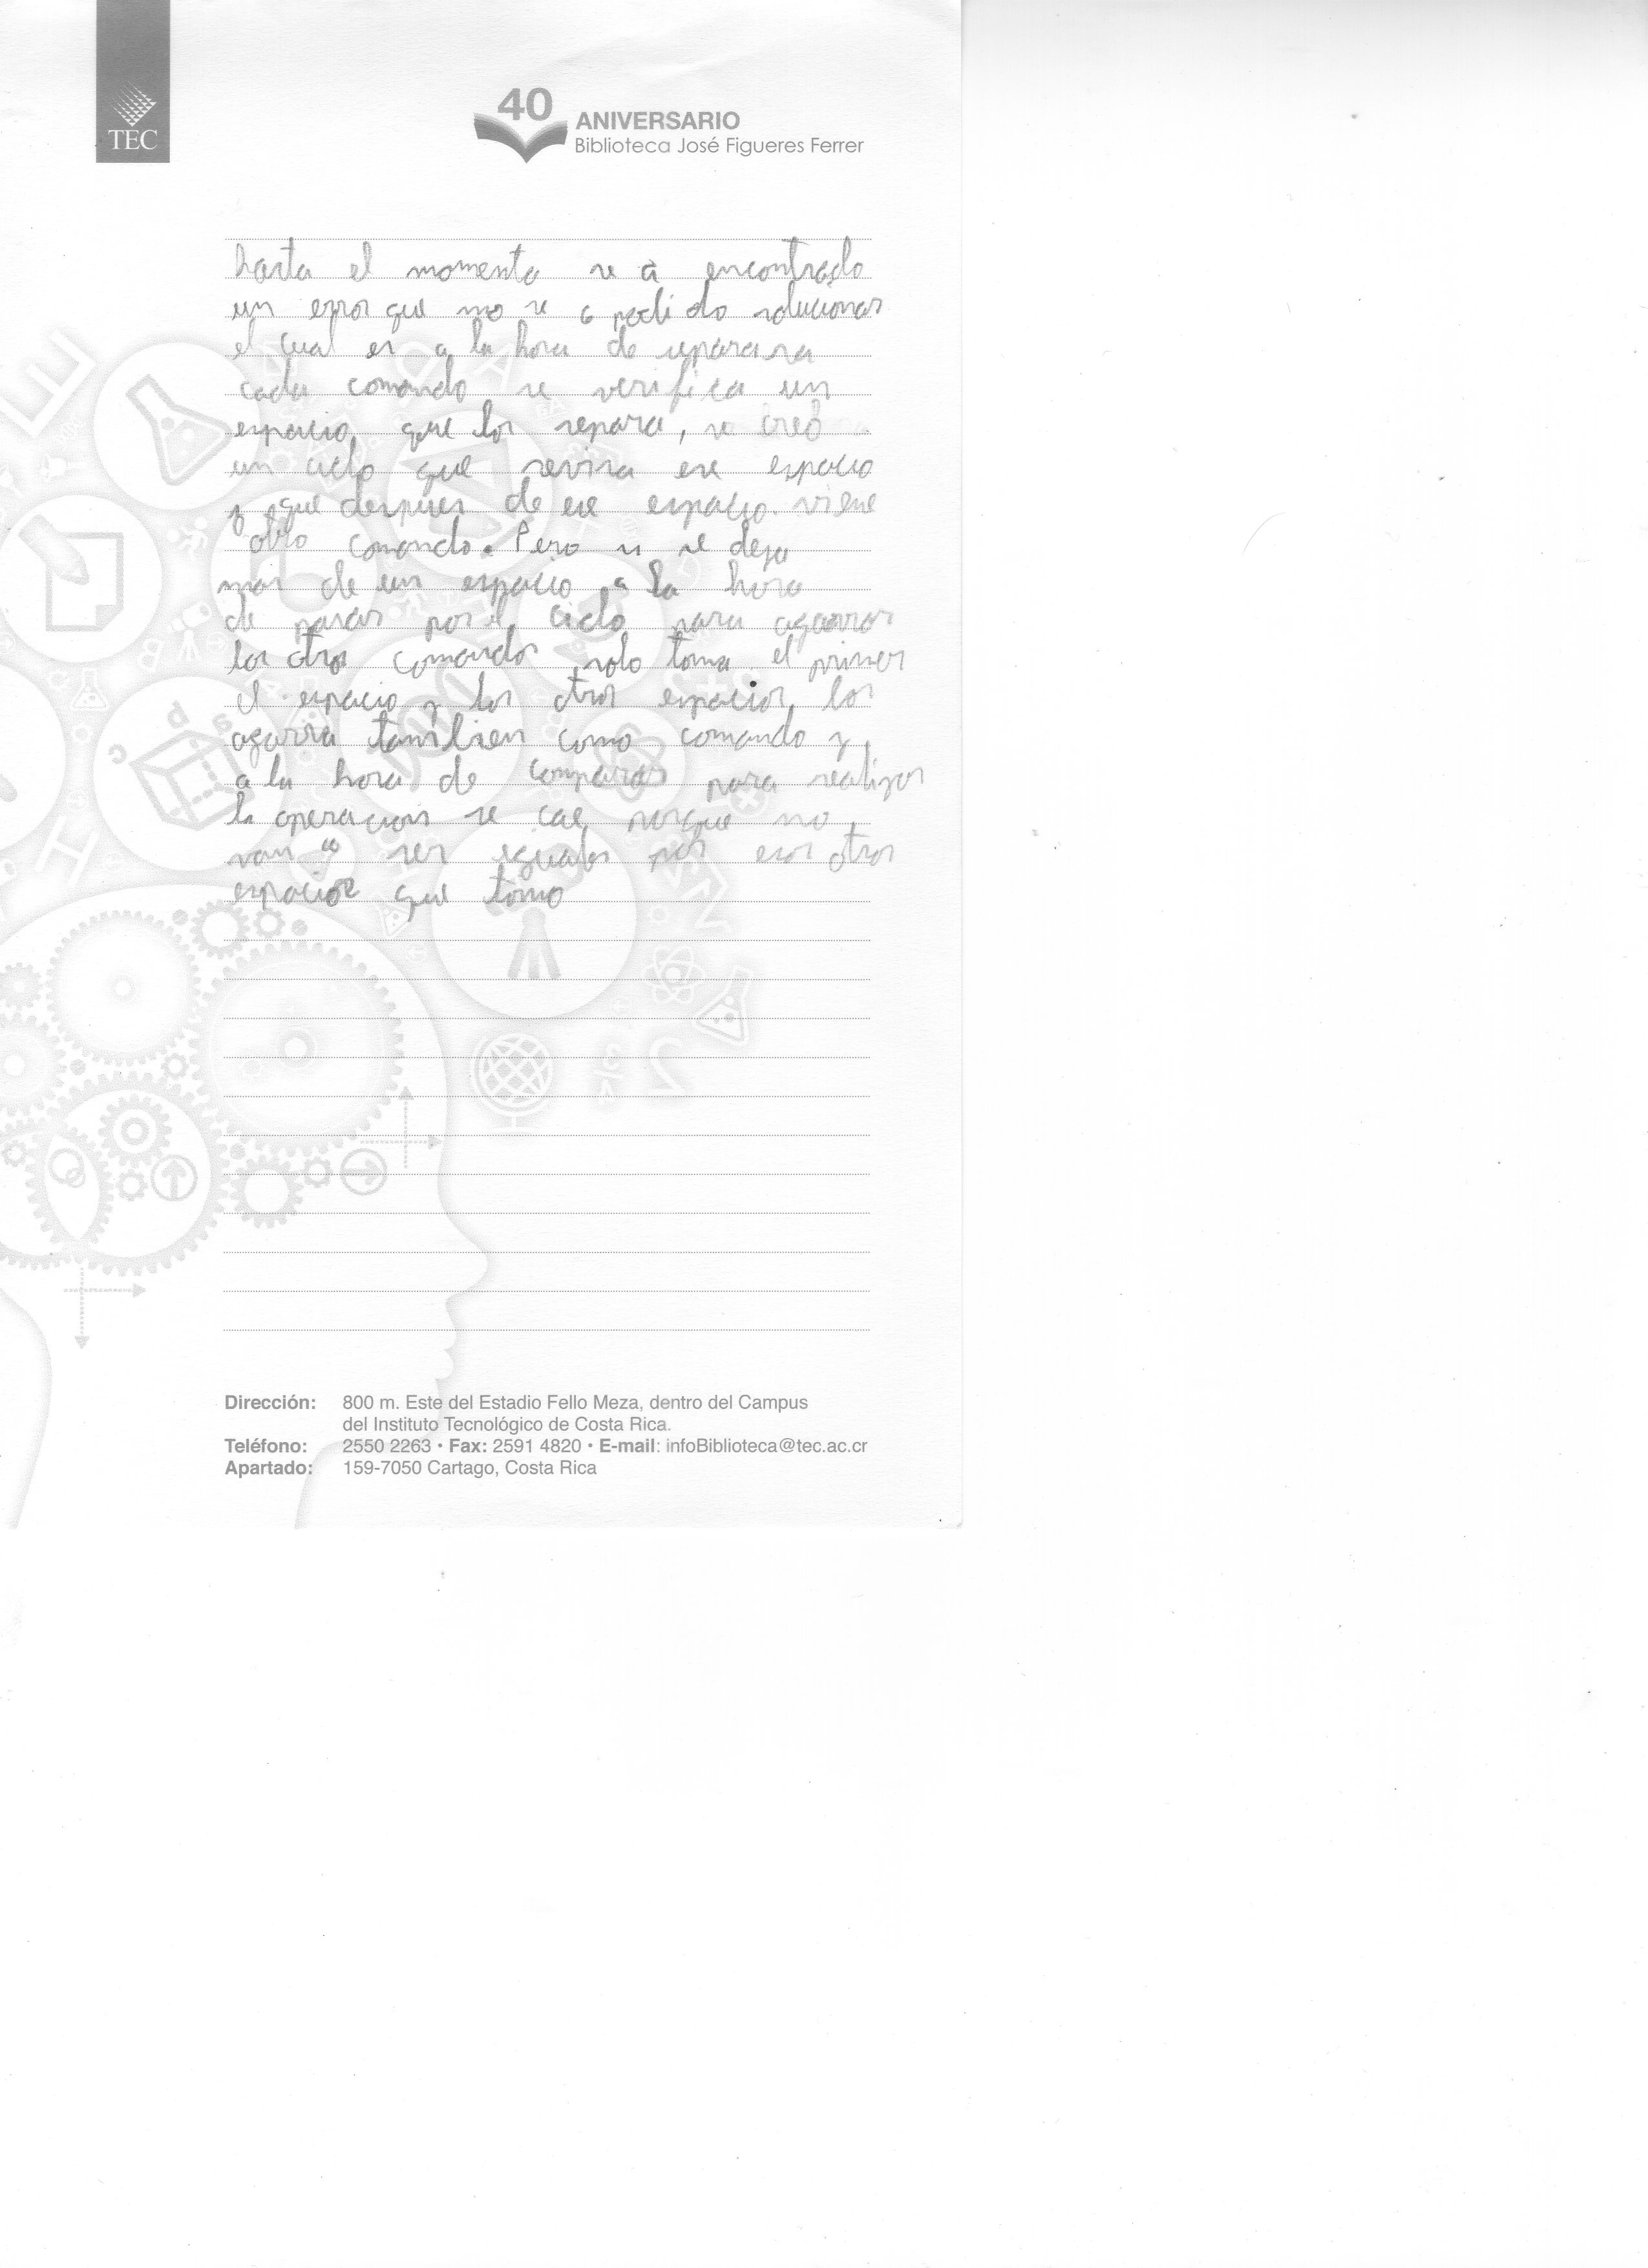 TEC
40
ANIVERSARIO
Biblioteca José Figueres Ferrer
hasta el momento se a encontrado
un error que no se a podido solucionar
el cual es a la hora de separarsa
cada comando se verifica un
espacio que los separa, se creo
un ciclo que revisa ese espacio
y que despues de ese espacio viene
otro comando. Pero si se deja
mas de un espacio a la hora
de pasar por el ciclo para agarrar
los otros comandos solo toma el primer
el espacio y los otros espacios los
agarra tambien como comando y
a la hora de comparar para realizar
la operacion se cae porque no
van a ser iguales por esos otros
espacios que tomo
Dirección: 800 m. Este del Estadio Fello Meza, dentro del Campus
del Instituto Tecnológico de Costa Rica.
Teléfono: 2550 2263 • Fax: 2591 4820 • E-mail: infoBiblioteca@tec.ac.cr
Apartado: 159-7050 Cartago, Costa Rica